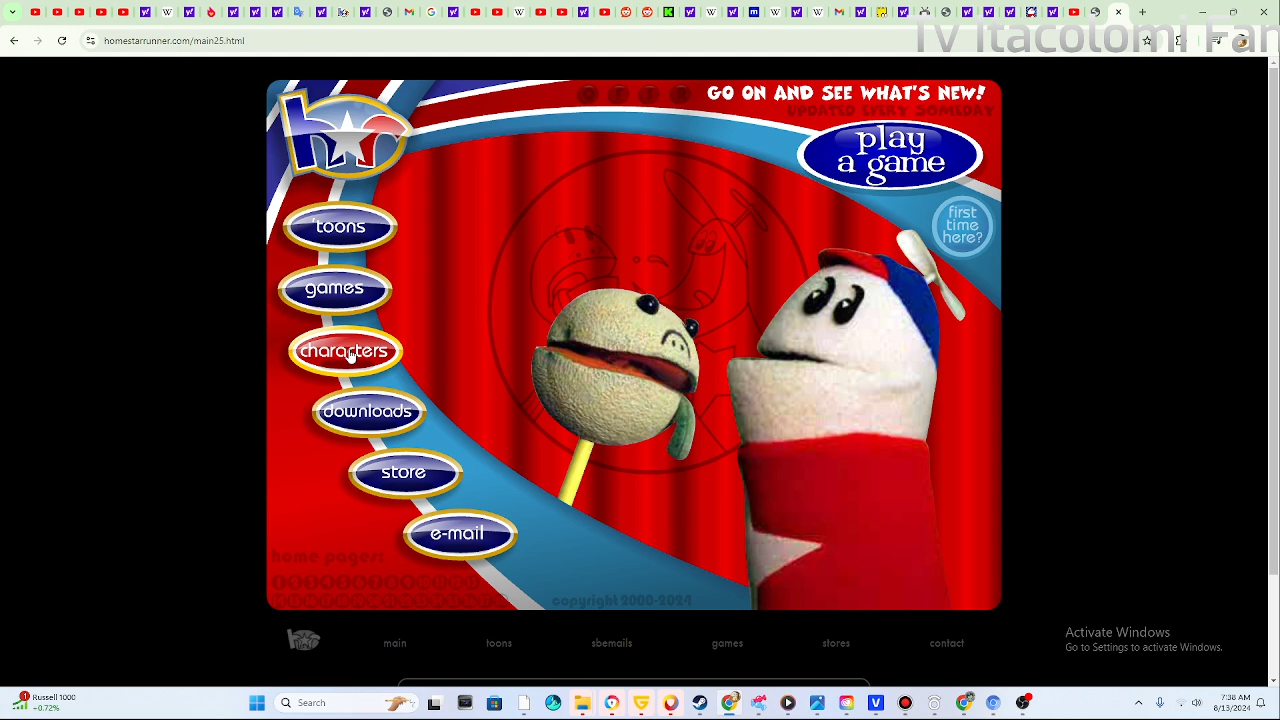 homestarrunner.com/main25.html
Tv Itacolomi Fan
GO ON AND SEE WHAT'S NEW!
UPDATED EVERY SOMEDAY
hr
play
a game
first
time
here?
'toons
games
characters
downloads
store
e-mail
home pages:
copyright 2000-2024
main
toons
sbemails
games
stores
contact
Activate Windows
Go to Settings to activate Windows.
Russell 1000
-0.72%
Search
7:38 AM
6/13/2024